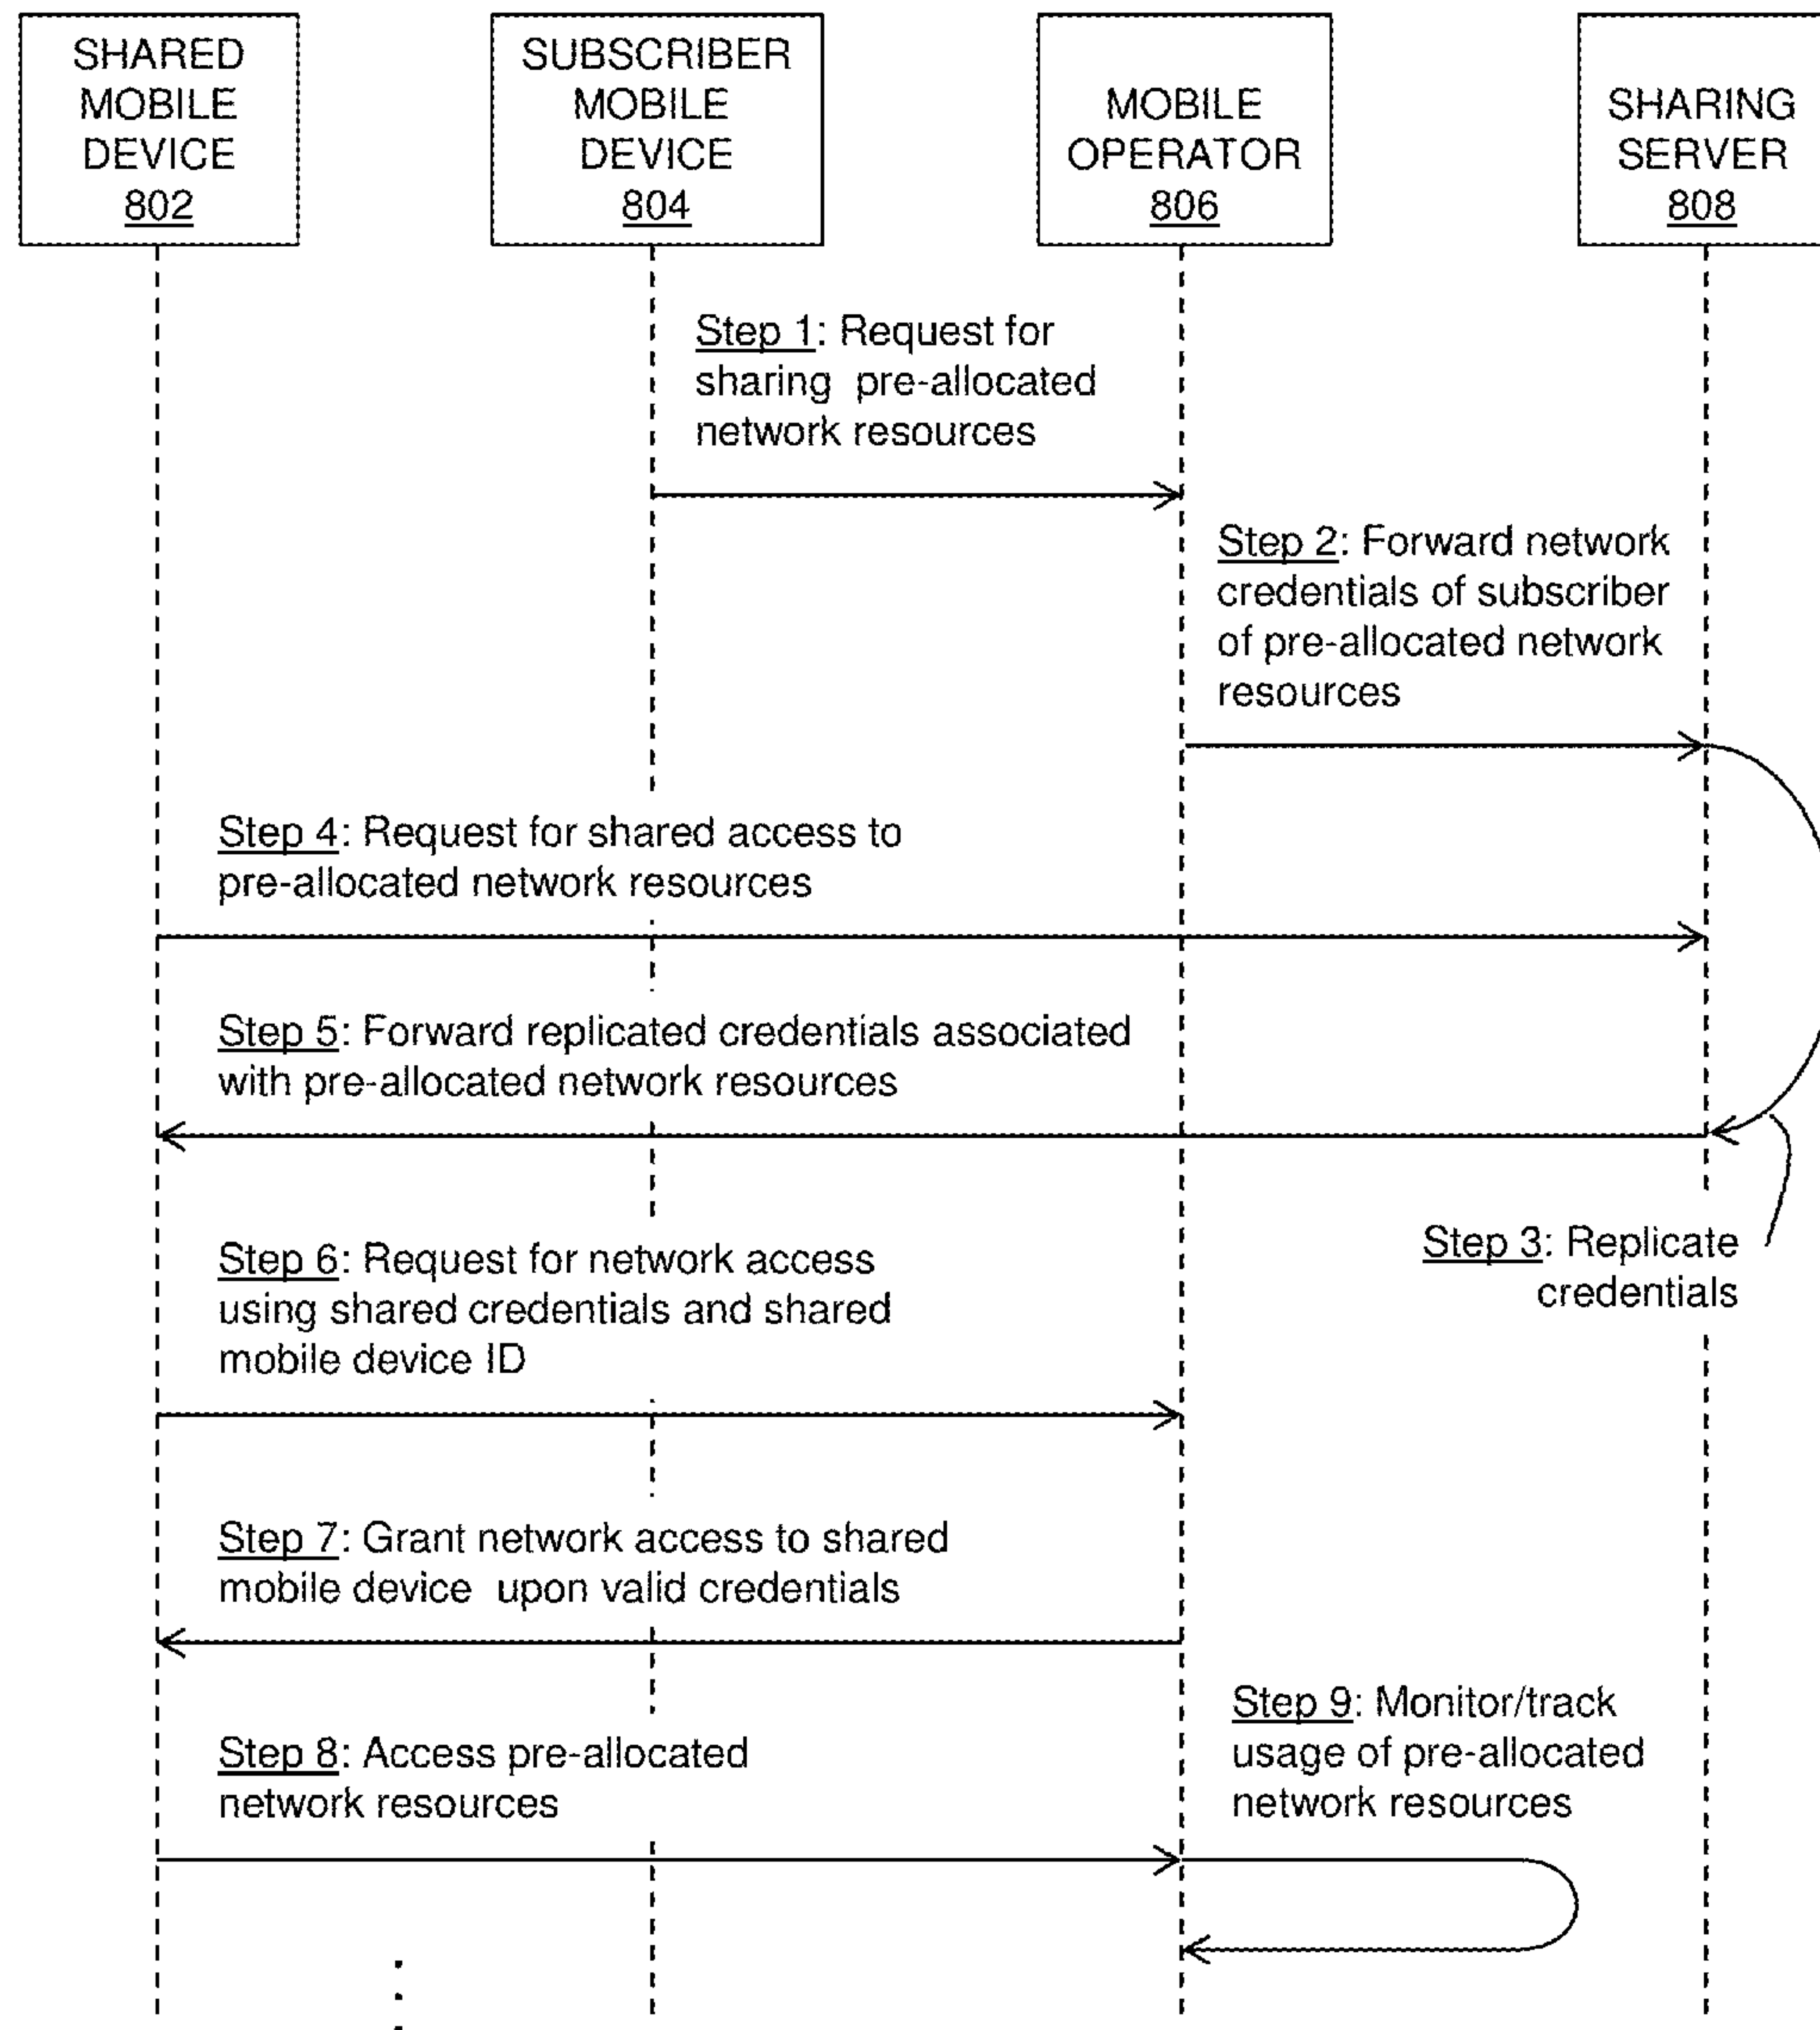 SHARED
MOBILE
DEVICE
802
SUBSCRIBER
MOBILE
DEVICE
804
MOBILE
OPERATOR
806
SHARING
SERVER
808
Step 1: Request for
sharing pre-allocated
network resources
Step 2: Forward network
credentials of subscriber
of pre-allocated network
resources
Step 4: Request for shared access to
pre-allocated network resources
Step 5: Forward replicated credentials associated
with pre-allocated network resources
Step 3: Replicate
credentials
Step 6: Request for network access
using shared credentials and shared
mobile device ID
Step 7: Grant network access to shared
mobile device upon valid credentials
Step 9: Monitor/track
usage of pre-allocated
network resources
Step 8: Access pre-allocated
network resources